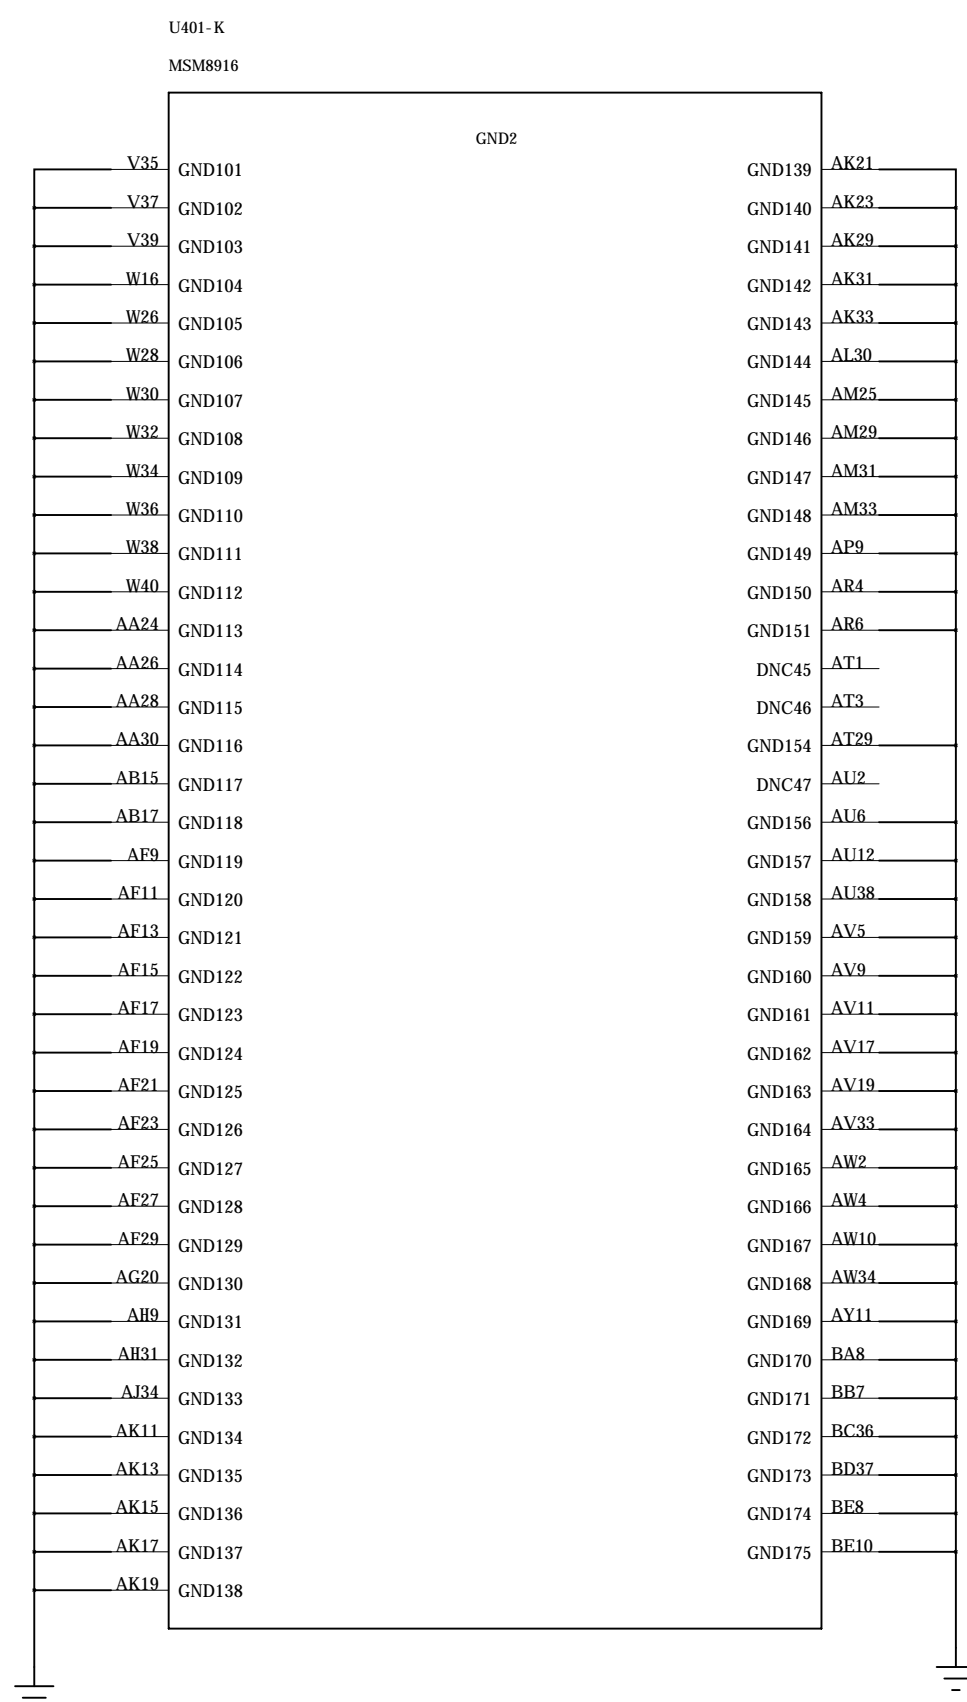 U401-K
MSM8916
GND2
V35 GND101 GND139 AK21
V37 GND102 GND140 AK23
V39 GND103 GND141 AK29
W16 GND104 GND142 AK31
W26 GND105 GND143 AK33
W28 GND106 GND144 AL30
W30 GND107 GND145 AM25
W32 GND108 GND146 AM29
W34 GND109 GND147 AM31
W36 GND110 GND148 AM33
W38 GND111 GND149 AP9
W40 GND112 GND150 AR4
AA24 GND113 GND151 AR6
AA26 GND114 DNC45 AT1
AA28 GND115 DNC46 AT3
AA30 GND116 GND154 AT29
AB15 GND117 DNC47 AU2
AB17 GND118 GND156 AU6
AF9 GND119 GND157 AU12
AF11 GND120 GND158 AU38
AF13 GND121 GND159 AV5
AF15 GND122 GND160 AV9
AF17 GND123 GND161 AV11
AF19 GND124 GND162 AV17
AF21 GND125 GND163 AV19
AF23 GND126 GND164 AV33
AF25 GND127 GND165 AW2
AF27 GND128 GND166 AW4
AF29 GND129 GND167 AW10
AG20 GND130 GND168 AW34
AH9 GND131 GND169 AY11
AH31 GND132 GND170 BA8
AJ34 GND133 GND171 BB7
AK11 GND134 GND172 BC36
AK13 GND135 GND173 BD37
AK15 GND136 GND174 BE8
AK17 GND137 GND175 BE10
AK19 GND138